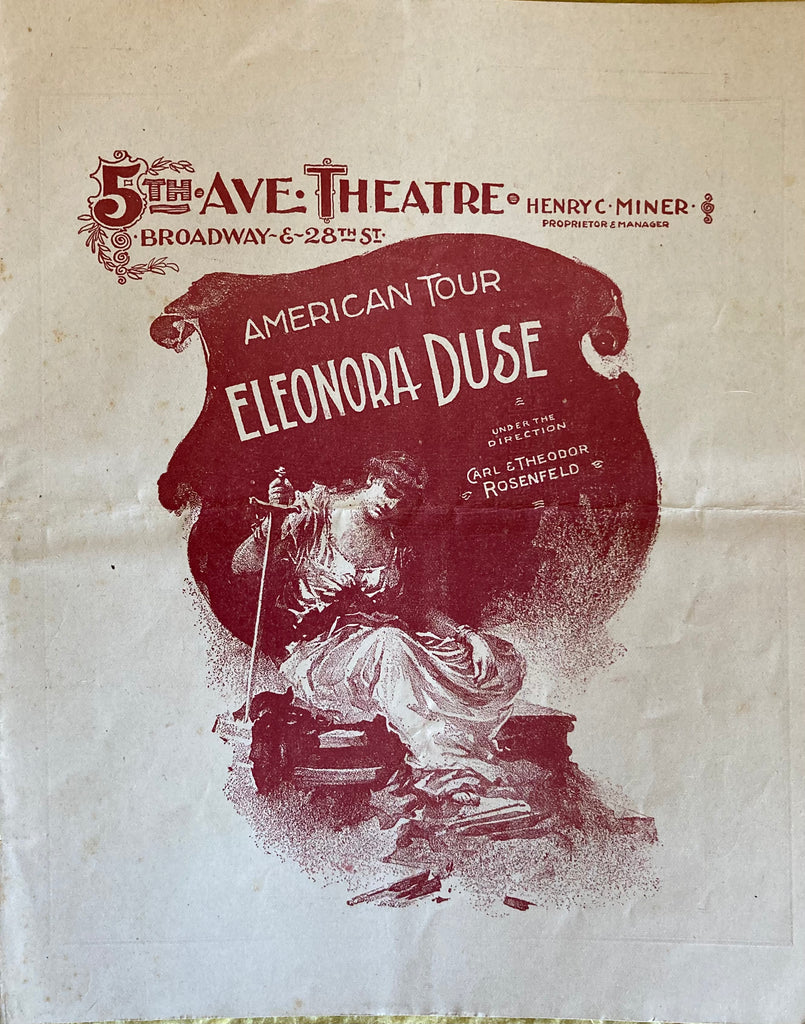 5TH · AVE · THEATRE · HENRY C · MINER ·
PROPRIETOR & MANAGER
· BROADWAY ~ & ~ 28TH ST ·
AMERICAN TOUR
ELEONORA DUSE
UNDER THE
DIRECTION
CARL & THEODOR
ROSENFELD